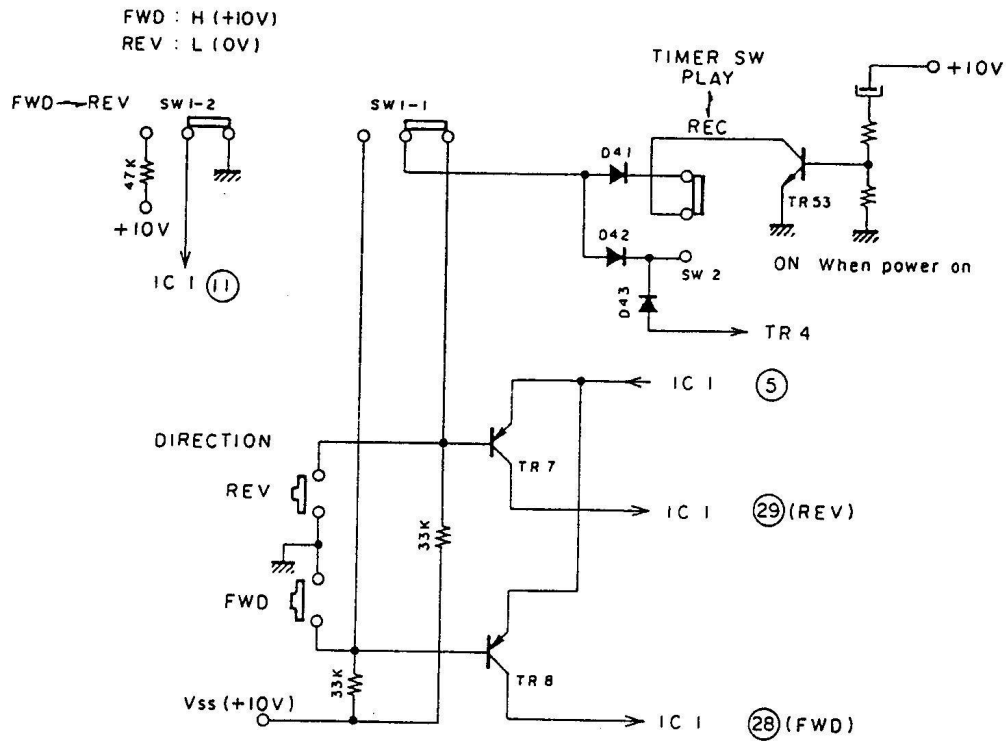 FWD : H (+10V)
REV : L (0V)
FWD REV
SW1-2
SW1-1
TIMER SW
PLAY
REC
+10V
47K
+10V
IC 1 (11)
D41
TR53
D42
SW 2
ON When power on
D43
TR 4
IC 1 (5)
DIRECTION
TR 7
REV
IC 1 (29) (REV)
33K
FWD
TR 8
33K
Vss (+10V)
IC 1 (28) (FWD)